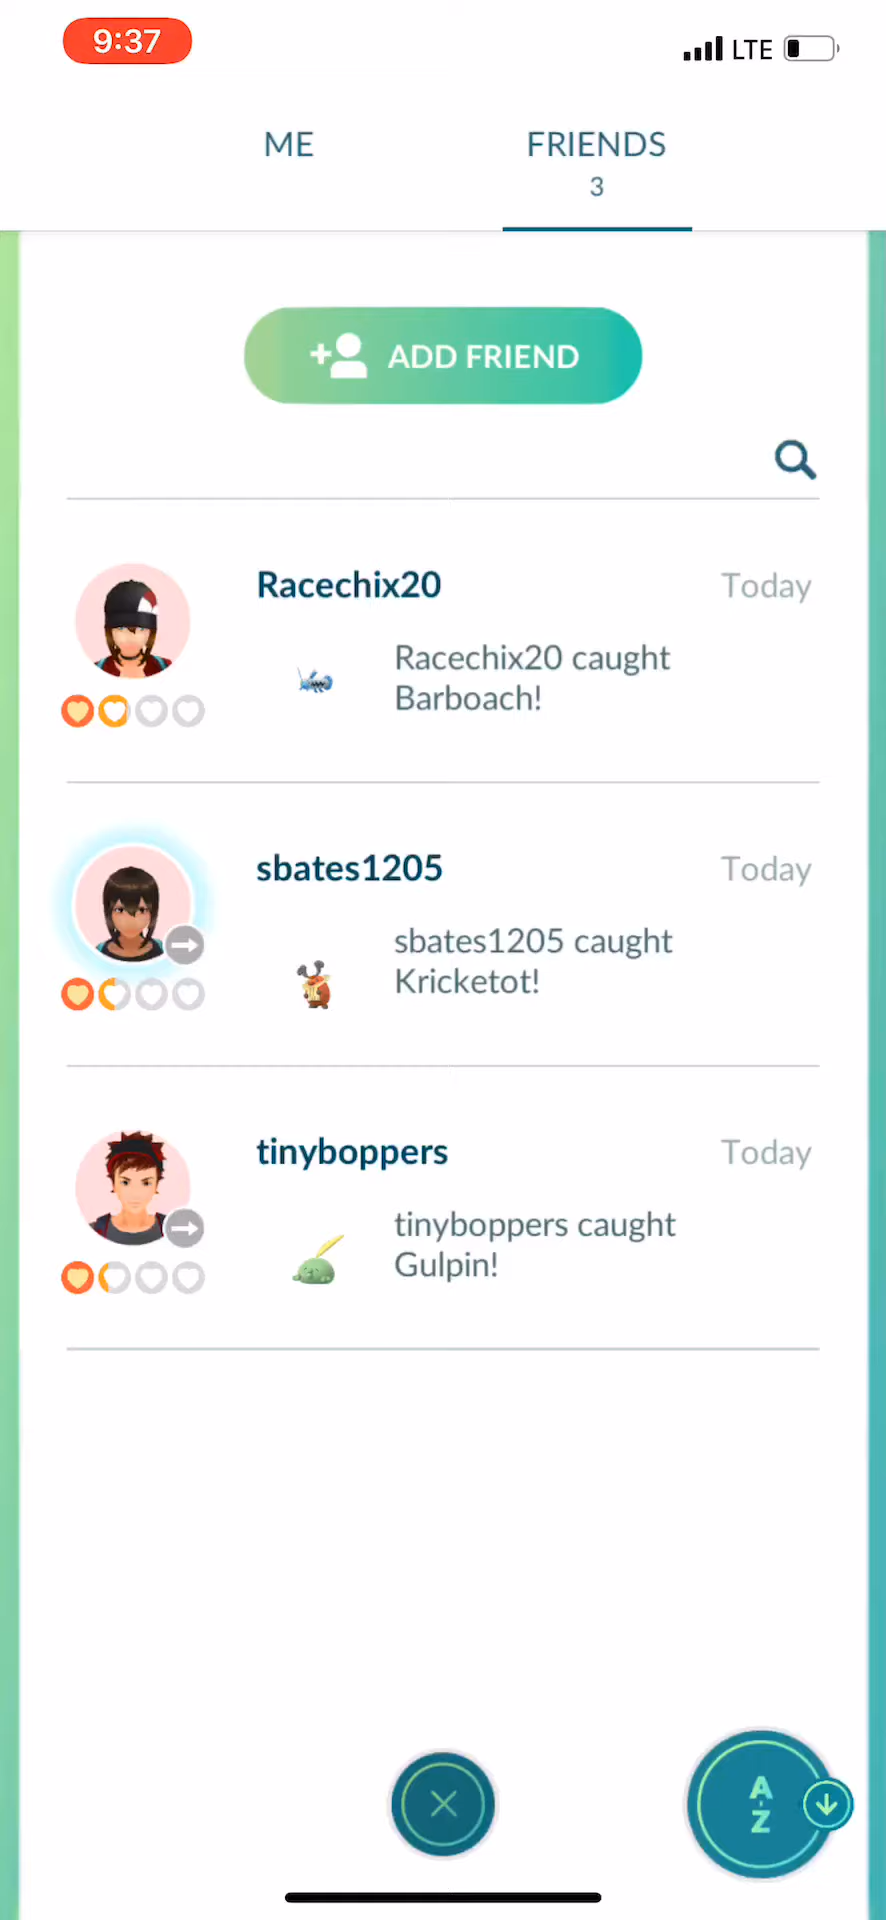 9:37
LTE
ME
FRIENDS
3
ADD FRIEND
Racechix20
Today
Racechix20 caught
Barboach!
sbates1205
Today
sbates1205 caught
Kricketot!
tinyboppers
Today
tinyboppers caught
Gulpin!
A
Z